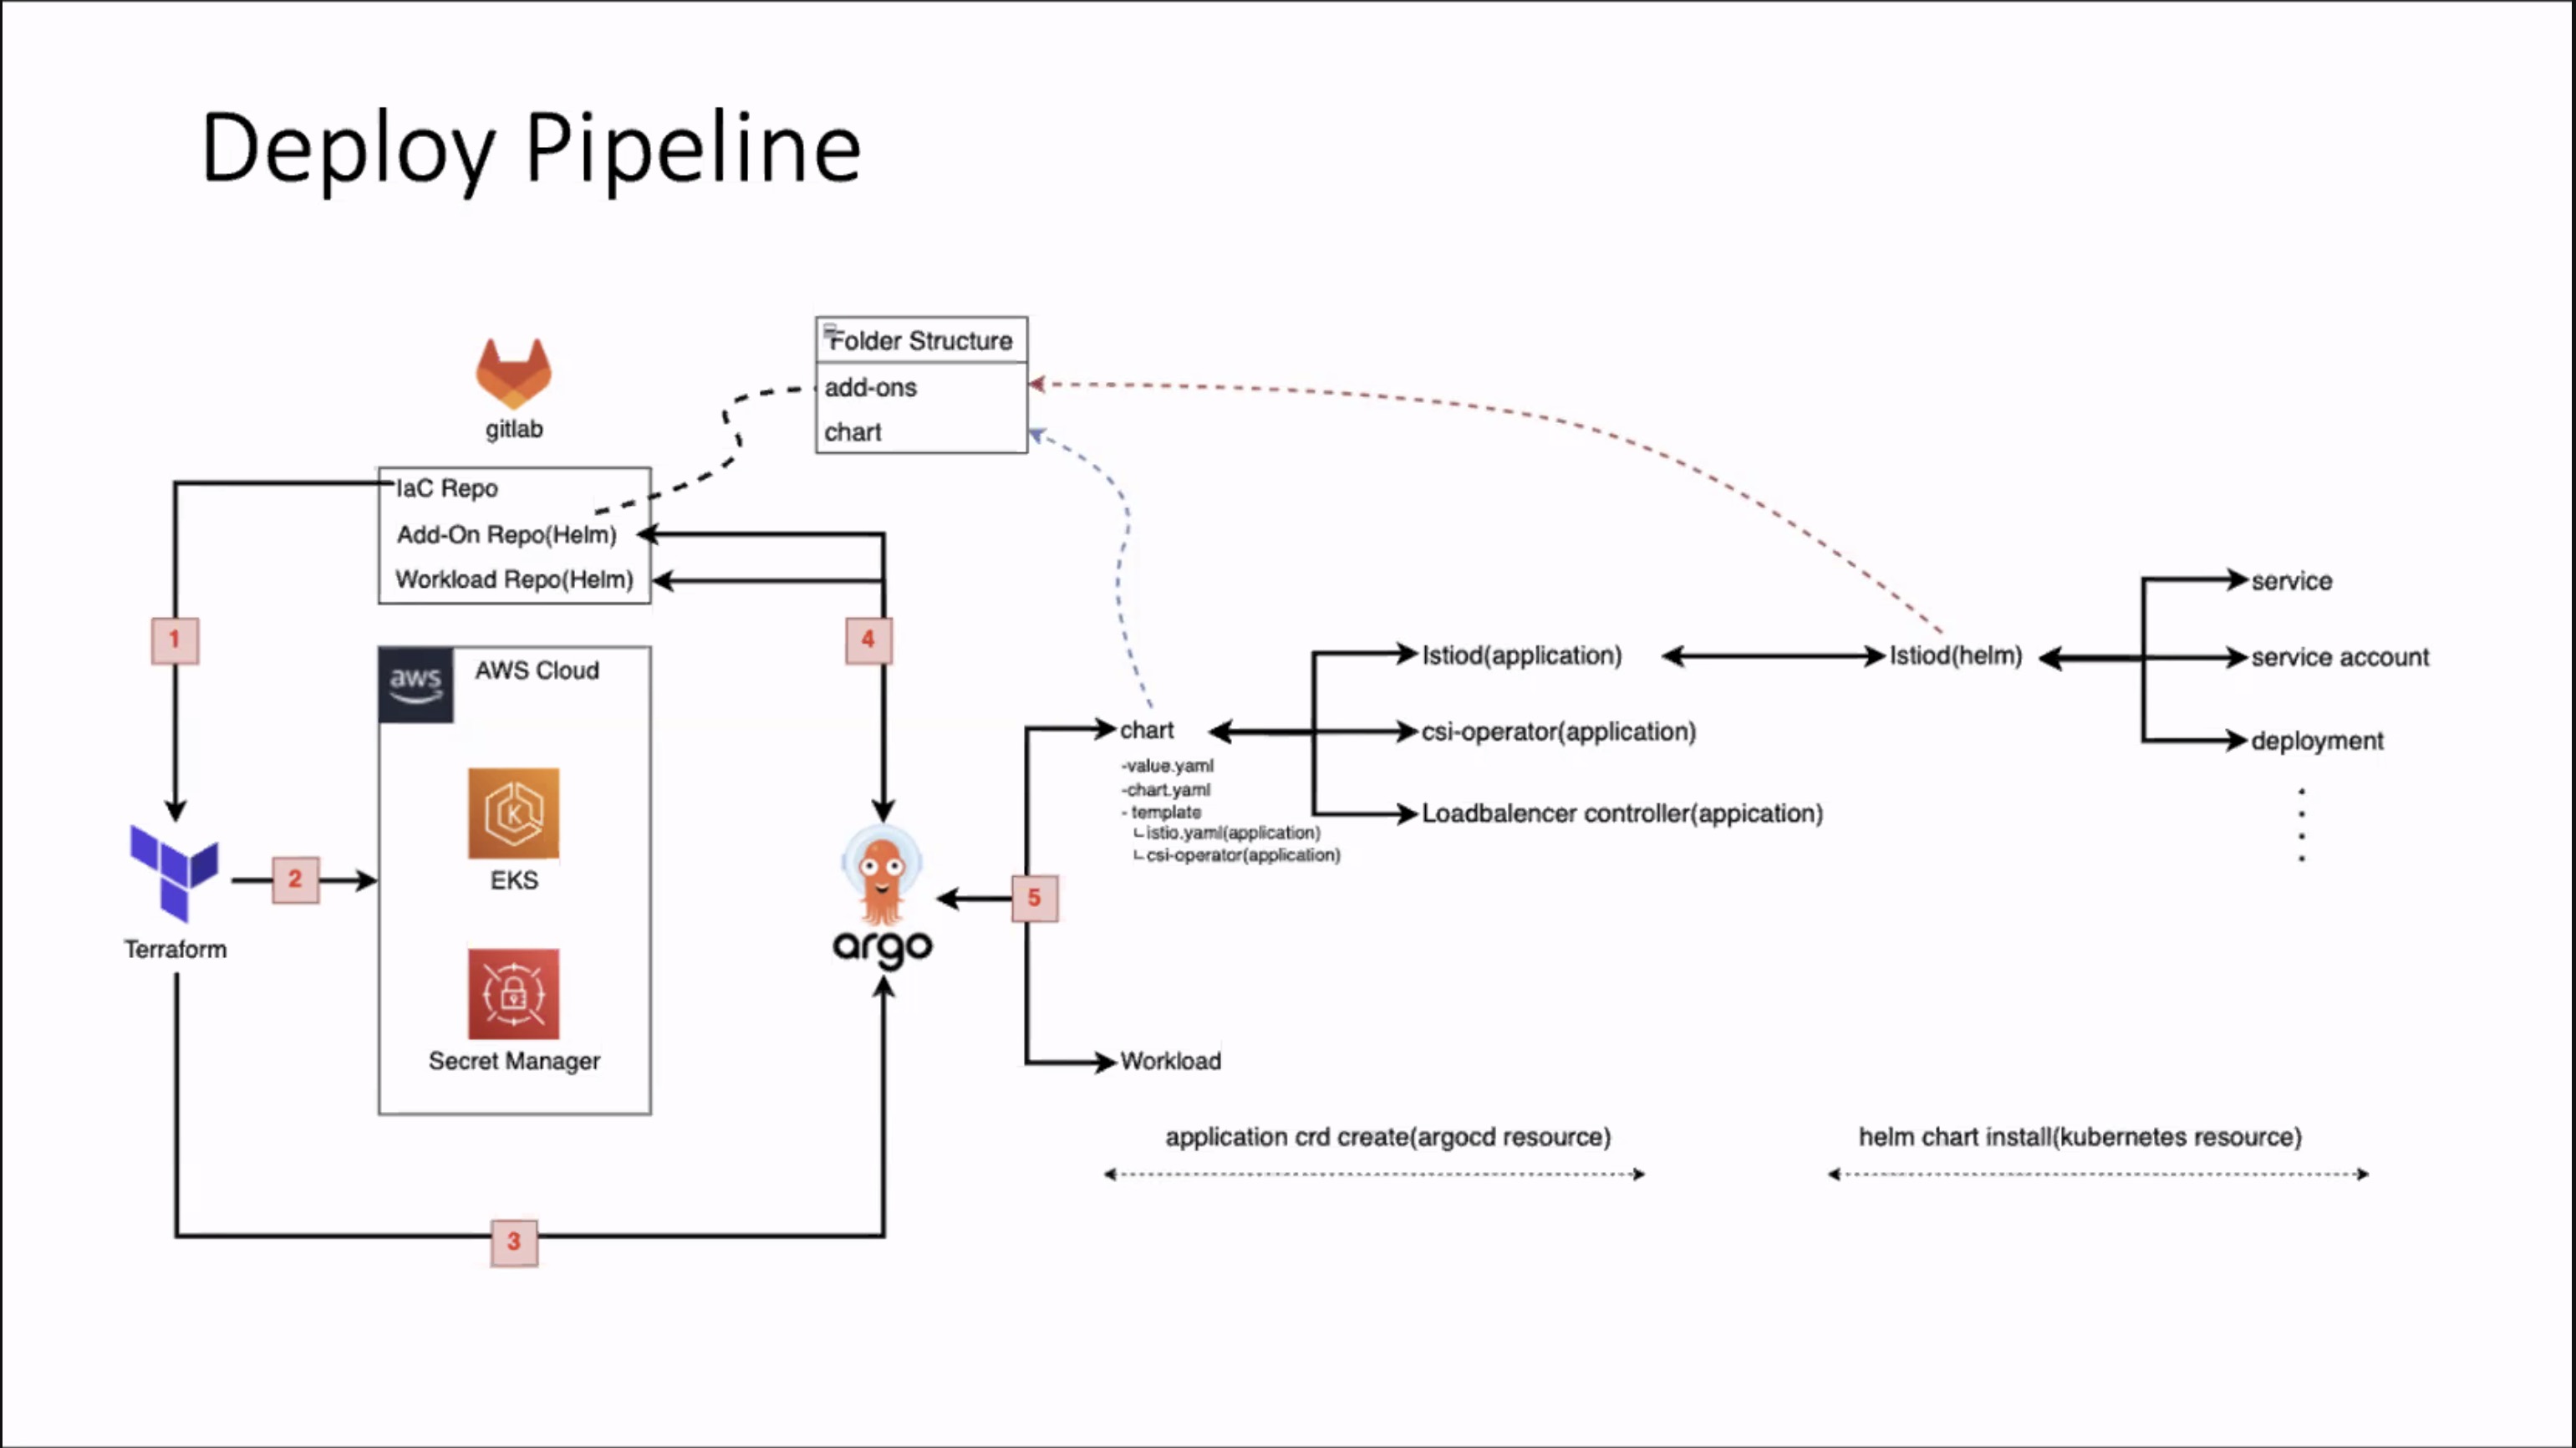 Deploy Pipeline
Folder Structure
add-ons
chart
gitlab
IaC Repo
Add-On Repo(Helm)
Workload Repo(Helm)
1
4
aws
AWS Cloud
EKS
Secret Manager
2
Terraform
3
argo
5
chart
-value.yaml
-chart.yaml
- template
istio.yaml(application)
csi-operator(application)
Workload
Istiod(application)
csi-operator(application)
Loadbalencer controller(appication)
Istiod(helm)
service
service account
deployment
application crd create(argocd resource)
helm chart install(kubernetes resource)